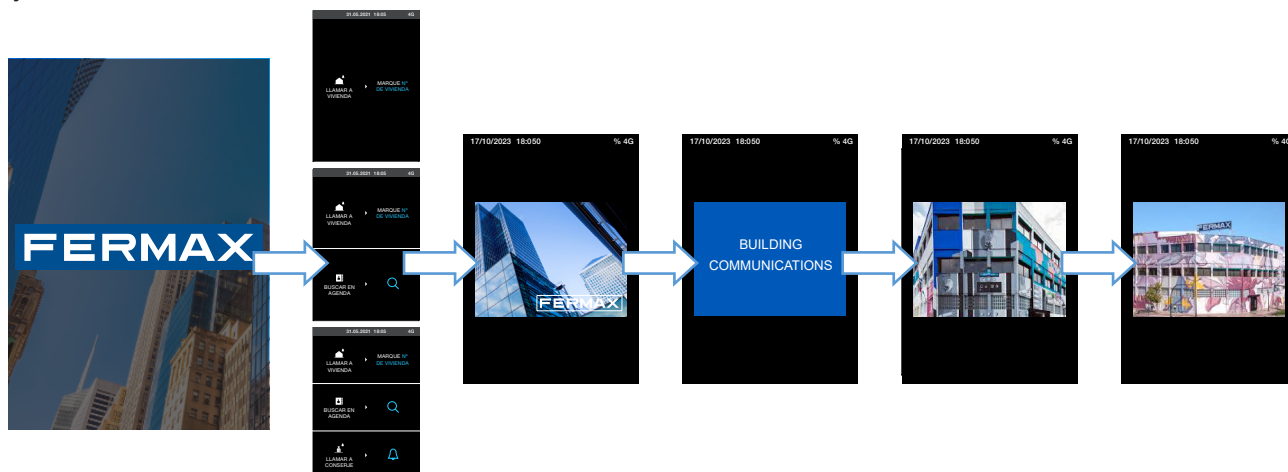 FERMAX
31.05.2021 18:05 4G
LLAMAR A
VIVIENDA
MARQUE Nº
DE VIVIENDA
31.05.2021 18:05 4G
LLAMAR A
VIVIENDA
MARQUE Nº
DE VIVIENDA
BUSCAR EN
AGENDA
31.05.2021 18:05 4G
LLAMAR A
VIVIENDA
MARQUE Nº
DE VIVIENDA
BUSCAR EN
AGENDA
LLAMAR A
CONSERJE
17/10/2023 18:050 % 4G
FERMAX
17/10/2023 18:050 % 4G
BUILDING
COMMUNICATIONS
17/10/2023 18:050 % 4G
17/10/2023 18:050 % 4G
FERMAX